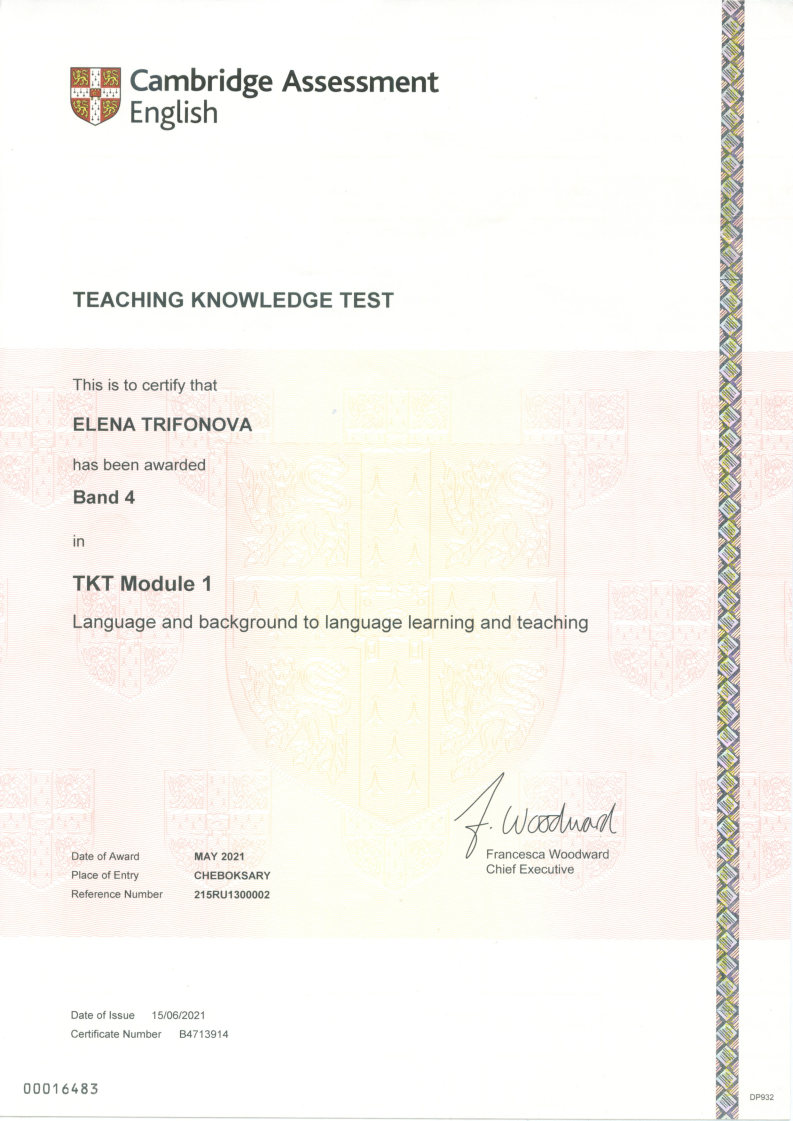 Cambridge Assessment
English
TEACHING KNOWLEDGE TEST
This is to certify that
ELENA TRIFONOVA
has been awarded
Band 4
in
TKT Module 1
Language and background to language learning and teaching
F. Woodward
Francesca Woodward
Chief Executive
Date of Award MAY 2021
Place of Entry CHEBOKSARY
Reference Number 215RU1300002
Date of Issue 15/06/2021
Certificate Number B4713914
00016483
DP932